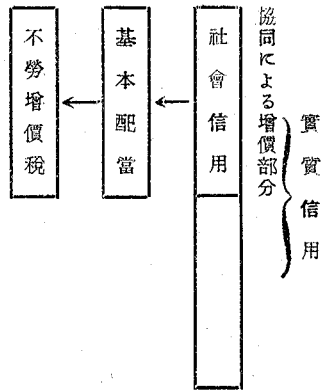 實質信用
協同による增價部分
社會信用
基本配當
不勞增價稅